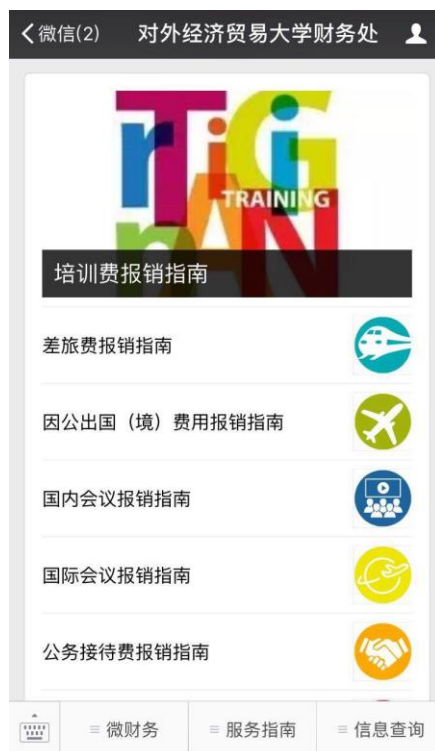 微信(2)
对外经济贸易大学财务处
TRAINING
培训费报销指南
差旅费报销指南
因公出国（境）费用报销指南
国内会议报销指南
国际会议报销指南
公务接待费报销指南
微财务
服务指南
信息查询